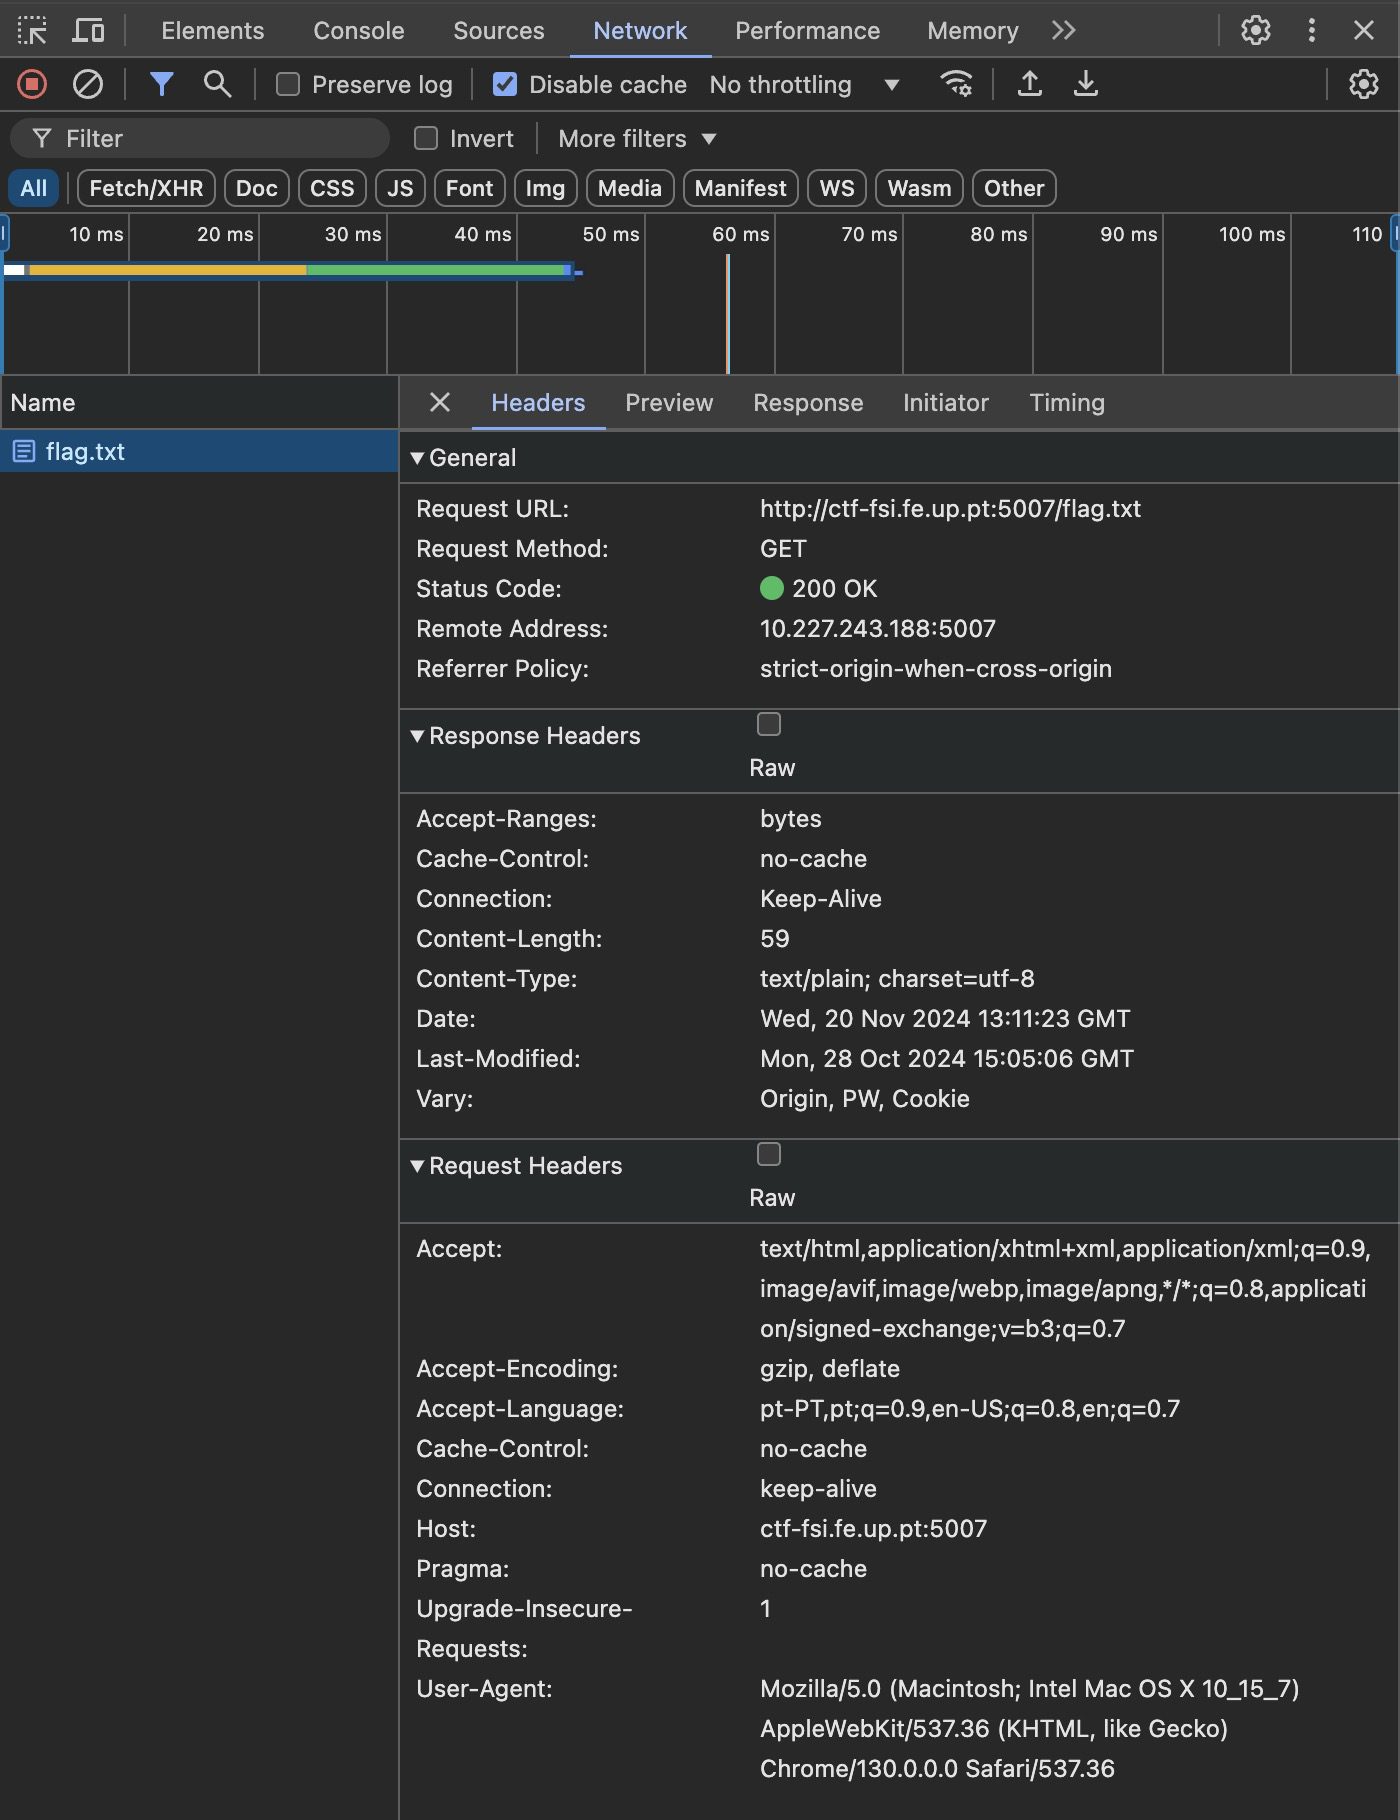 Elements Console Sources Network Performance Memory
Preserve log Disable cache No throttling
Filter Invert More filters
All Fetch/XHR Doc CSS JS Font Img Media Manifest WS Wasm Other
10 ms 20 ms 30 ms 40 ms 50 ms 60 ms 70 ms 80 ms 90 ms 100 ms 110
Name
flag.txt
Headers Preview Response Initiator Timing
General
Request URL: http://ctf-fsi.fe.up.pt:5007/flag.txt
Request Method: GET
Status Code: 200 OK
Remote Address: 10.227.243.188:5007
Referrer Policy: strict-origin-when-cross-origin
Response Headers
Raw
Accept-Ranges: bytes
Cache-Control: no-cache
Connection: Keep-Alive
Content-Length: 59
Content-Type: text/plain; charset=utf-8
Date: Wed, 20 Nov 2024 13:11:23 GMT
Last-Modified: Mon, 28 Oct 2024 15:05:06 GMT
Vary: Origin, PW, Cookie
Request Headers
Raw
Accept: text/html,application/xhtml+xml,application/xml;q=0.9,
image/avif,image/webp,image/apng,*/*;q=0.8,applicati
on/signed-exchange;v=b3;q=0.7
Accept-Encoding: gzip, deflate
Accept-Language: pt-PT,pt;q=0.9,en-US;q=0.8,en;q=0.7
Cache-Control: no-cache
Connection: keep-alive
Host: ctf-fsi.fe.up.pt:5007
Pragma: no-cache
Upgrade-Insecure- 1
Requests:
User-Agent: Mozilla/5.0 (Macintosh; Intel Mac OS X 10_15_7)
AppleWebKit/537.36 (KHTML, like Gecko)
Chrome/130.0.0.0 Safari/537.36